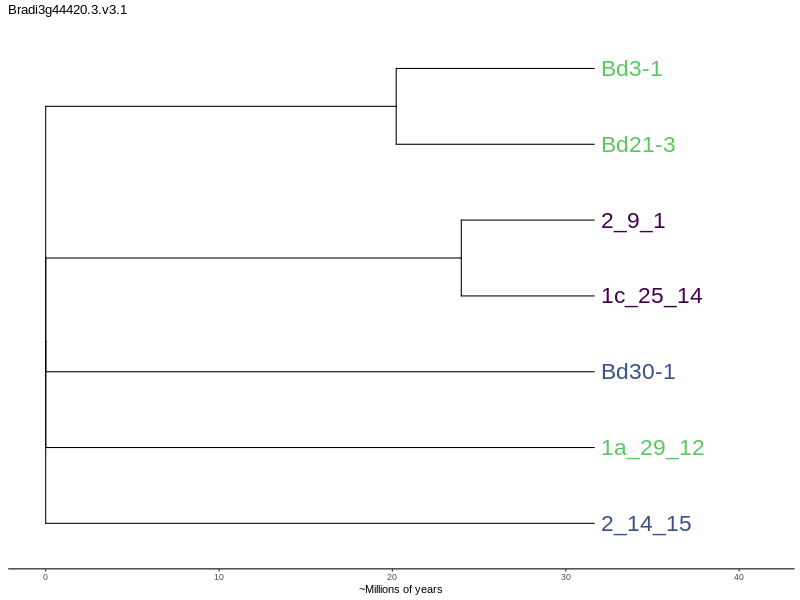 Bradi3g44420.3.v3.1
Bd3-1
Bd21-3
2_9_1
1c_25_14
Bd30-1
1a_29_12
2_14_15
0 10 20 30 40
~Millions of years